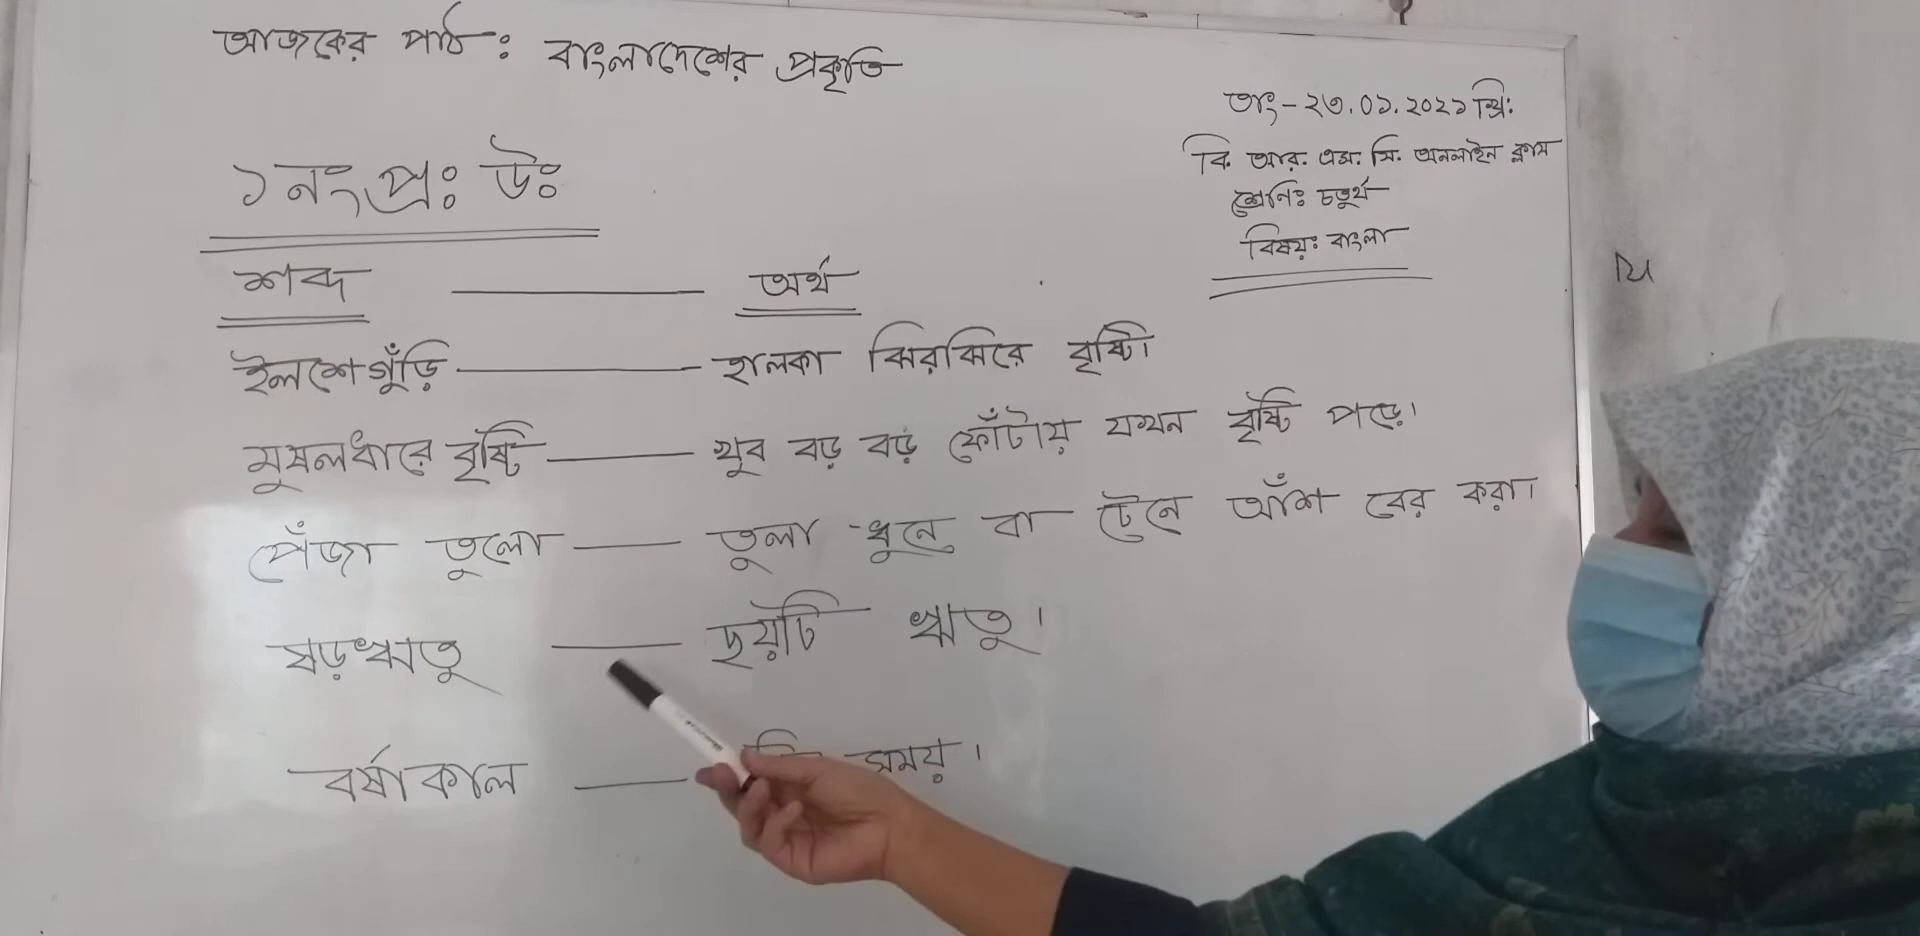 আজকের পাঠ: বাংলাদেশের প্রকৃতি
তাং-২৩.০১.২০২১ খ্রি:
বি. আর. এম. সি. অনলাইন ক্লাস
শ্রেণিঃ চতুর্থ
বিষয়ঃ বাংলা
১নং প্রঃ উঃ
শব্দ — অর্থ
ইলশেগুঁড়ি — হালকা ঝিরঝিরে বৃষ্টি।
মুষলধারে বৃষ্টি — খুব বড় বড় ফোঁটায় যখন বৃষ্টি পড়ে।
পেঁজা তুলো — তুলা ধুনে বা টেনে আঁশ বের করা।
ষড়ঋতু — ছয়টি ঋতু।
বর্ষাকাল — সময়।